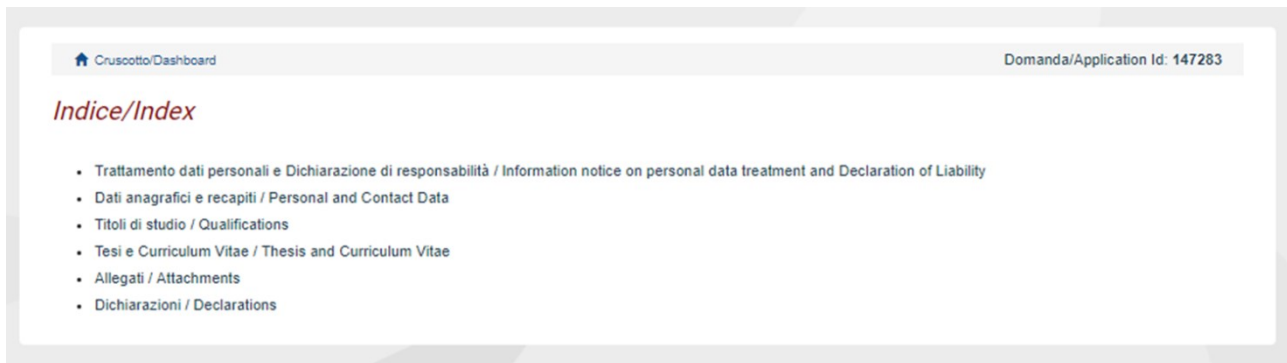 Cruscotto/Dashboard Domanda/Application Id: 147283
Indice/Index
Trattamento dati personali e Dichiarazione di responsabilità / Information notice on personal data treatment and Declaration of Liability
Dati anagrafici e recapiti / Personal and Contact Data
Titoli di studio / Qualifications
Tesi e Curriculum Vitae / Thesis and Curriculum Vitae
Allegati / Attachments
Dichiarazioni / Declarations